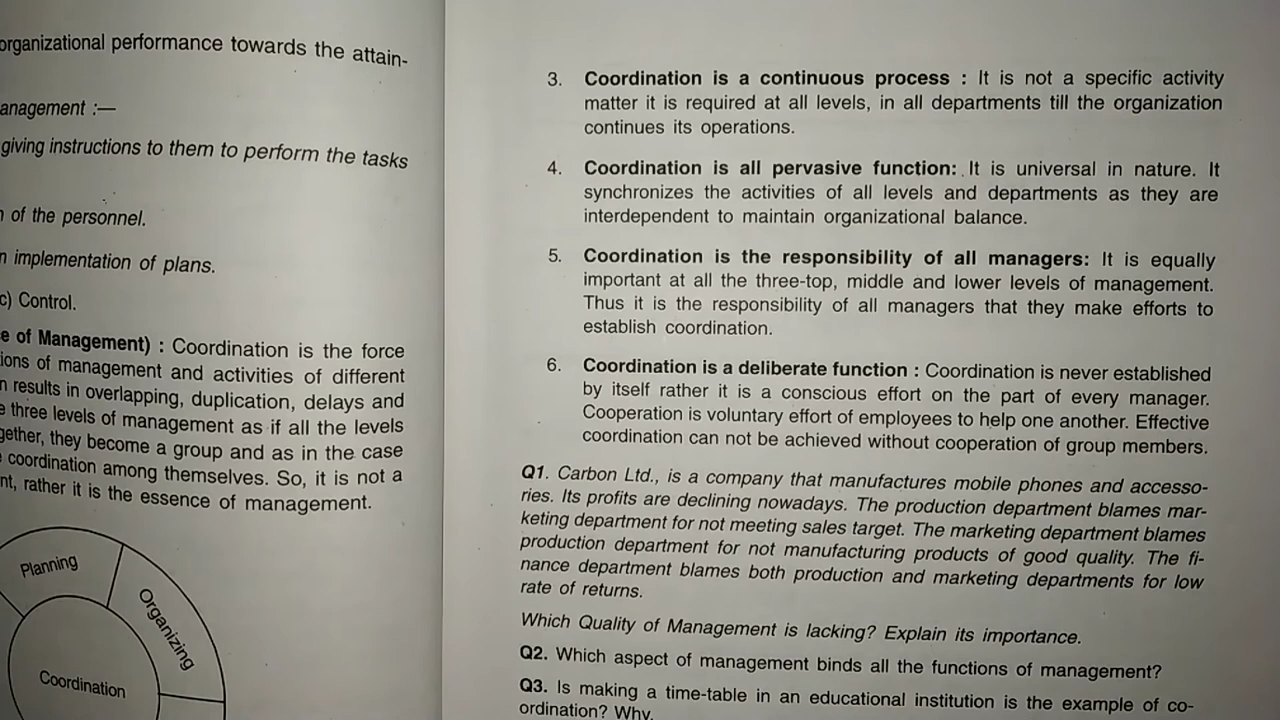 organizational performance towards the attain-
anagement :—
giving instructions to them to perform the tasks
of the personnel.
implementation of plans.
c) Control.
e of Management) : Coordination is the force
ions of management and activities of different
results in overlapping, duplication, delays and
three levels of management as if all the levels
gether, they become a group and as in the case
coordination among themselves. So, it is not a
nt, rather it is the essence of management.
Planning
Organizing
Coordination
3. Coordination is a continuous process : It is not a specific activity
matter it is required at all levels, in all departments till the organization
continues its operations.
4. Coordination is all pervasive function: It is universal in nature. It
synchronizes the activities of all levels and departments as they are
interdependent to maintain organizational balance.
5. Coordination is the responsibility of all managers: It is equally
important at all the three-top, middle and lower levels of management.
Thus it is the responsibility of all managers that they make efforts to
establish coordination.
6. Coordination is a deliberate function : Coordination is never established
by itself rather it is a conscious effort on the part of every manager.
Cooperation is voluntary effort of employees to help one another. Effective
coordination can not be achieved without cooperation of group members.
Q1. Carbon Ltd., is a company that manufactures mobile phones and accesso-
ries. Its profits are declining nowadays. The production department blames mar-
keting department for not meeting sales target. The marketing department blames
production department for not manufacturing products of good quality. The fi-
nance department blames both production and marketing departments for low
rate of returns.
Which Quality of Management is lacking? Explain its importance.
Q2. Which aspect of management binds all the functions of management?
Q3. Is making a time-table in an educational institution is the example of co-
ordination? Why.